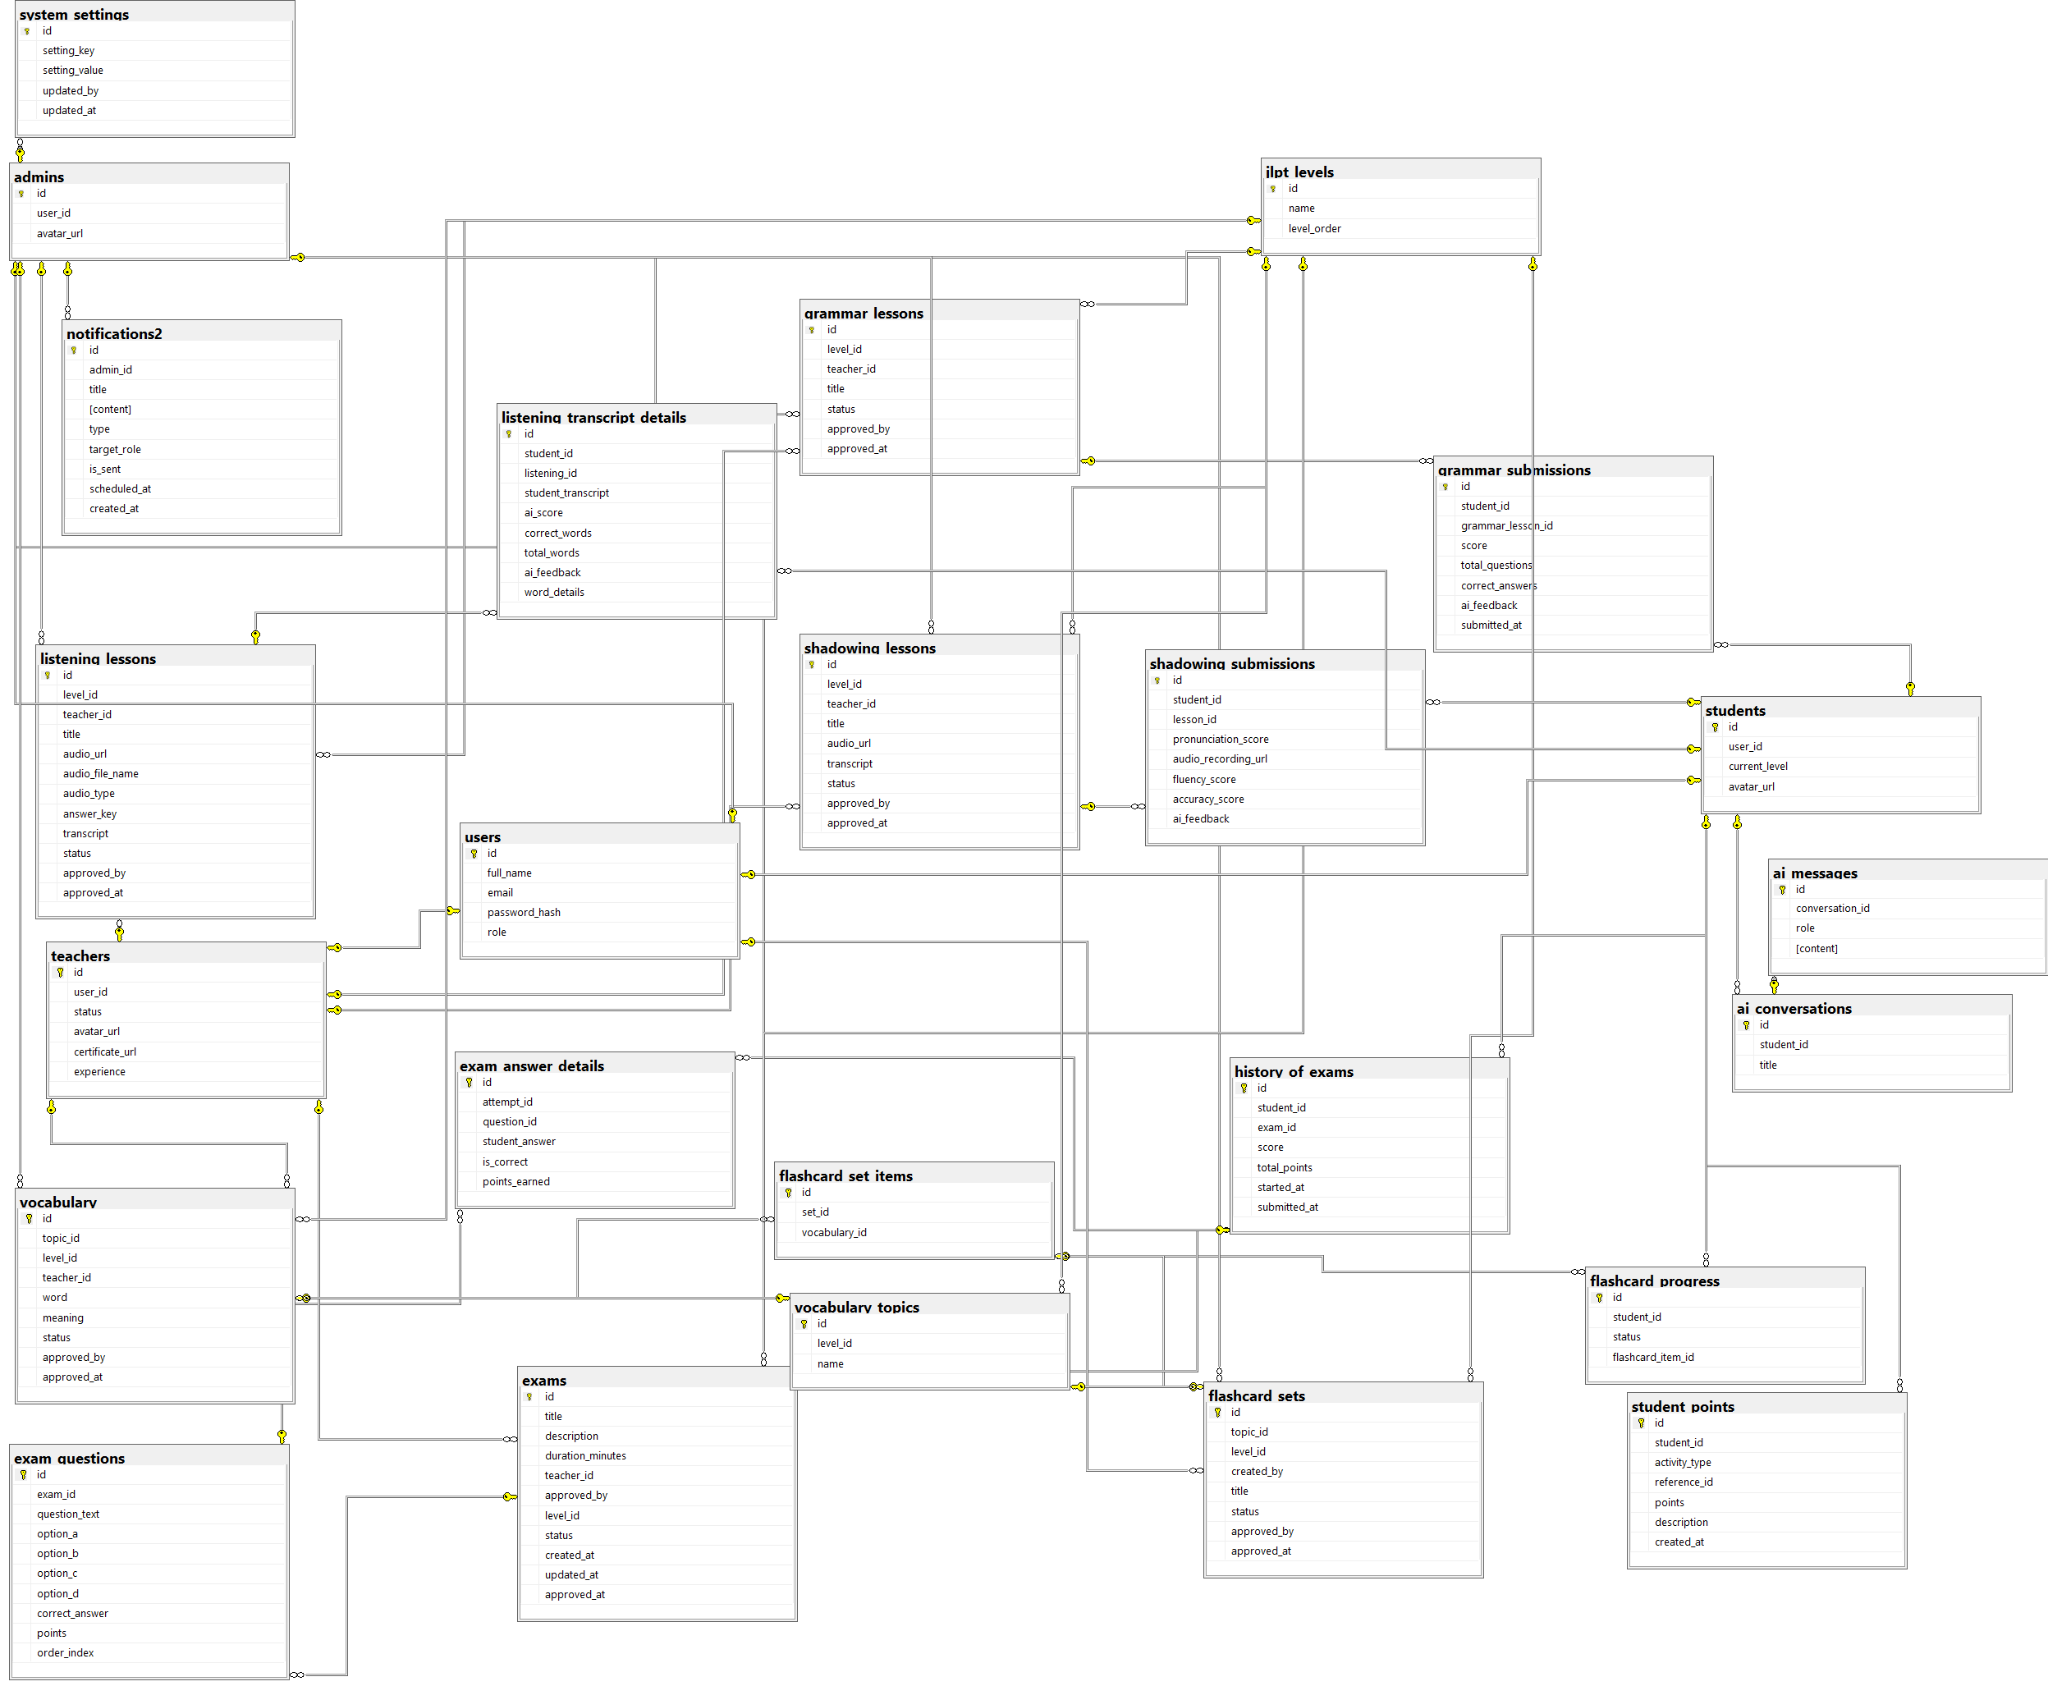 system_settings
id
setting_key
setting_value
updated_by
updated_at
admins
id
user_id
avatar_url
jlpt_levels
id
name
level_order
notifications2
id
admin_id
title
[content]
type
target_role
is_sent
scheduled_at
created_at
grammar_lessons
id
level_id
teacher_id
title
status
approved_by
approved_at
listening_transcript_details
id
student_id
listening_id
student_transcript
ai_score
correct_words
total_words
ai_feedback
word_details
grammar_submissions
id
student_id
grammar_lesson_id
score
total_questions
correct_answers
ai_feedback
submitted_at
listening_lessons
id
level_id
teacher_id
title
audio_url
audio_file_name
audio_type
answer_key
transcript
status
approved_by
approved_at
shadowing_lessons
id
level_id
teacher_id
title
audio_url
transcript
status
approved_by
approved_at
shadowing_submissions
id
student_id
lesson_id
pronunciation_score
audio_recording_url
fluency_score
accuracy_score
ai_feedback
students
id
user_id
current_level
avatar_url
users
id
full_name
email
password_hash
role
ai_messages
id
conversation_id
role
[content]
teachers
id
user_id
status
avatar_url
certificate_url
experience
ai_conversations
id
student_id
title
exam_answer_details
id
attempt_id
question_id
student_answer
is_correct
points_earned
history_of_exams
id
student_id
exam_id
score
total_points
started_at
submitted_at
flashcard_set_items
id
set_id
vocabulary_id
vocabulary
id
topic_id
level_id
teacher_id
word
meaning
status
approved_by
approved_at
flashcard_progress
id
student_id
status
flashcard_item_id
vocabulary_topics
id
level_id
name
exams
id
title
description
duration_minutes
teacher_id
approved_by
level_id
status
created_at
updated_at
approved_at
flashcard_sets
id
topic_id
level_id
created_by
title
status
approved_by
approved_at
student_points
id
student_id
activity_type
reference_id
points
description
created_at
exam_questions
id
exam_id
question_text
option_a
option_b
option_c
option_d
correct_answer
points
order_index